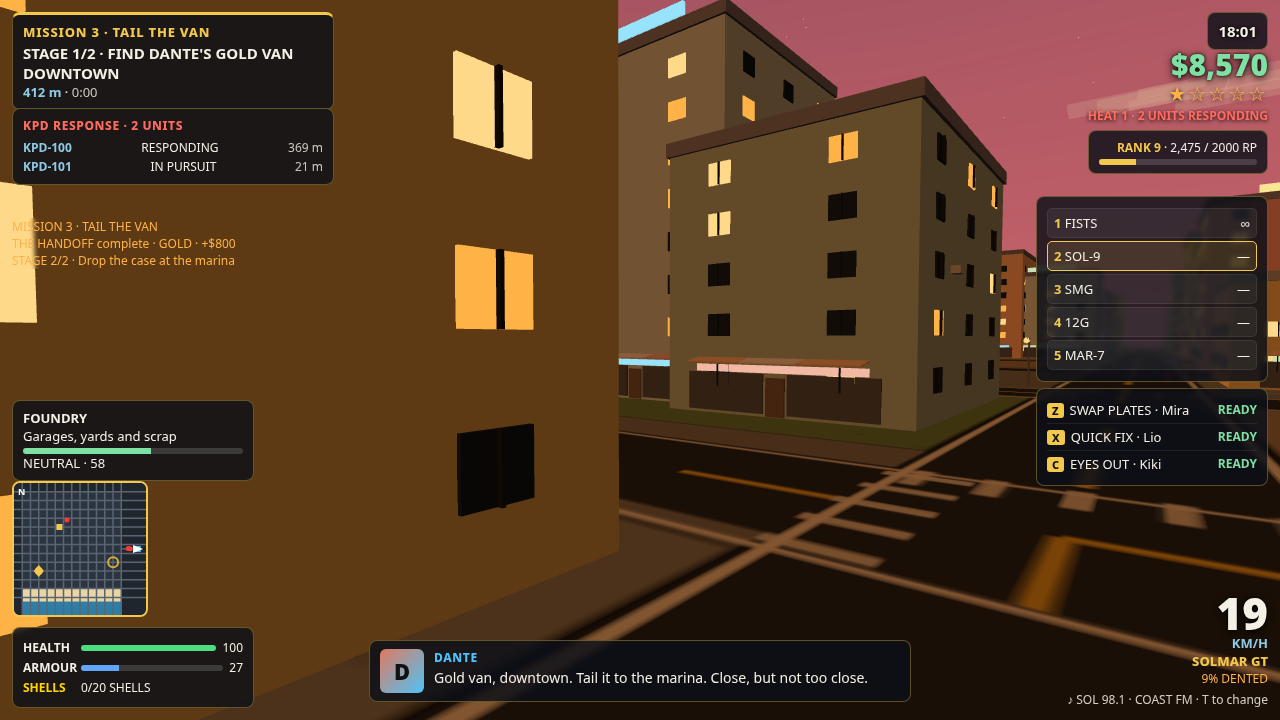 MISSION 3 · TAIL THE VAN
STAGE 1/2 · FIND DANTE'S GOLD VAN
DOWNTOWN
412 m · 0:00
KPD RESPONSE · 2 UNITS
KPD-100 RESPONDING 369 m
KPD-101 IN PURSUIT 21 m
MISSION 3 · TAIL THE VAN
THE HANDOFF complete · GOLD · +$800
STAGE 2/2 · Drop the case at the marina
FOUNDRY
Garages, yards and scrap
NEUTRAL · 58
N
HEALTH 100
ARMOUR 27
SHELLS 0/20 SHELLS
D
DANTE
Gold van, downtown. Tail it to the marina. Close, but not too close.
18:01
$8,570
★☆☆☆☆
HEAT 1 · 2 UNITS RESPONDING
RANK 9 · 2,475 / 2000 RP
1 FISTS ∞
2 SOL-9 —
3 SMG —
4 12G —
5 MAR-7 —
Z SWAP PLATES · Mira READY
X QUICK FIX · Lio READY
C EYES OUT · Kiki READY
19
KM/H
SOLMAR GT
9% DENTED
♪ SOL 98.1 · COAST FM · T to change